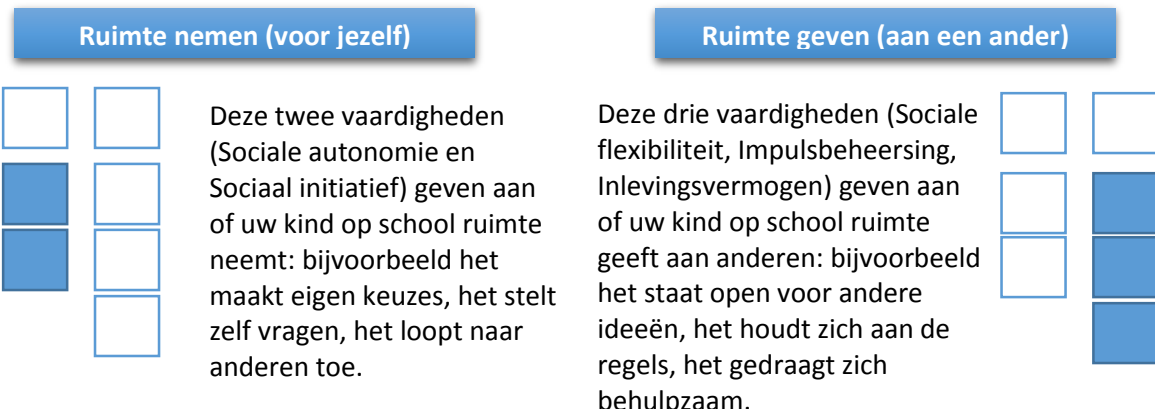 Ruimte nemen (voor jezelf)
Deze twee vaardigheden
(Sociale autonomie en
Sociaal initiatief) geven aan
of uw kind op school ruimte
neemt: bijvoorbeeld het
maakt eigen keuzes, het stelt
zelf vragen, het loopt naar
anderen toe.
Ruimte geven (aan een ander)
Deze drie vaardigheden (Sociale
flexibiliteit, Impulsbeheersing,
Inlevingsvermogen) geven aan
of uw kind op school ruimte
geeft aan anderen: bijvoorbeeld
het staat open voor andere
ideeën, het houdt zich aan de
regels, het gedraagt zich
behulpzaam.